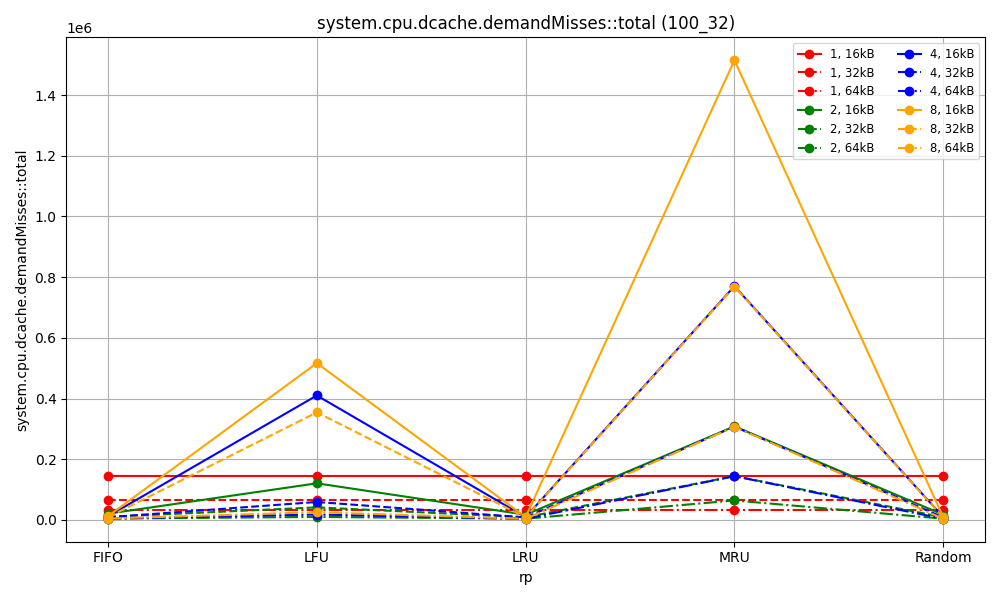 system.cpu.dcache.demandMisses::total (100_32)
1e6
1.4
1.2
1.0
0.8
0.6
0.4
0.2
0.0
system.cpu.dcache.demandMisses::total
1, 16kB
1, 32kB
1, 64kB
2, 16kB
2, 32kB
2, 64kB
4, 16kB
4, 32kB
4, 64kB
8, 16kB
8, 32kB
8, 64kB
FIFO
LFU
LRU
MRU
Random
rp